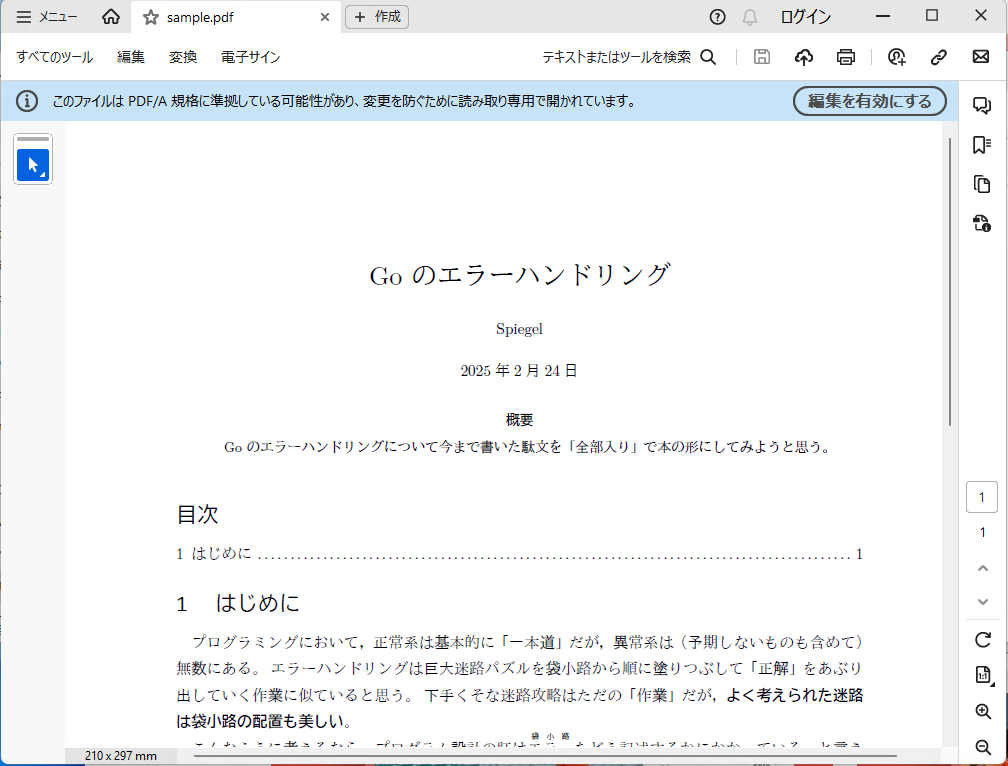 メニュー
sample.pdf
作成
ログイン
すべてのツール 編集 変換 電子サイン
テキストまたはツールを検索
このファイルは PDF/A 規格に準拠している可能性があり、変更を防ぐために読み取り専用で開かれています。
編集を有効にする
Go のエラーハンドリング
Spiegel
2025 年 2 月 24 日
概要
Go のエラーハンドリングについて今まで書いた駄文を「全部入り」で本の形にしてみようと思う。
目次
1 はじめに 1
1 はじめに
プログラミングにおいて，正常系は基本的に「一本道」だが，異常系は（予期しないものも含めて）
無数にある。 エラーハンドリングは巨大迷路パズルを袋小路から順に塗りつぶして「正解」をあぶり
出していく作業に似ていると思う。 下手くそな迷路攻略はただの「作業」だが，よく考えられた迷路
は袋小路の配置も美しい。
袋小路
210 x 297 mm
1
1
1:1